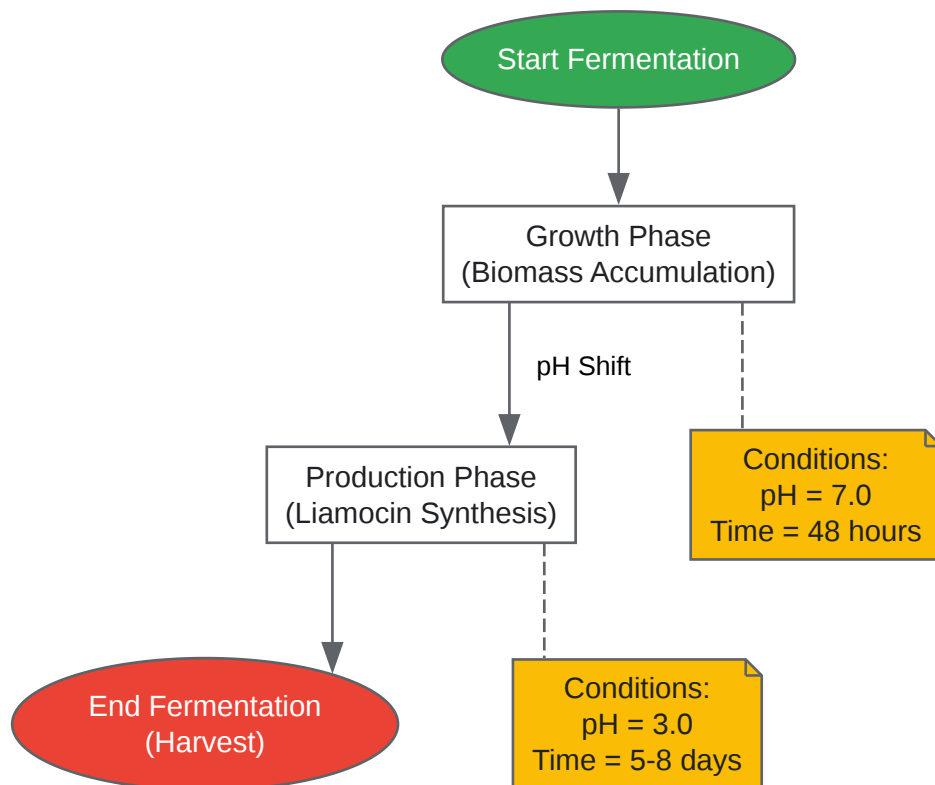 Start Fermentation
Growth Phase
(Biomass Accumulation)
pH Shift
Conditions:
pH = 7.0
Time = 48 hours
Production Phase
(Liamocin Synthesis)
End Fermentation
(Harvest)
Conditions:
pH = 3.0
Time = 5-8 days